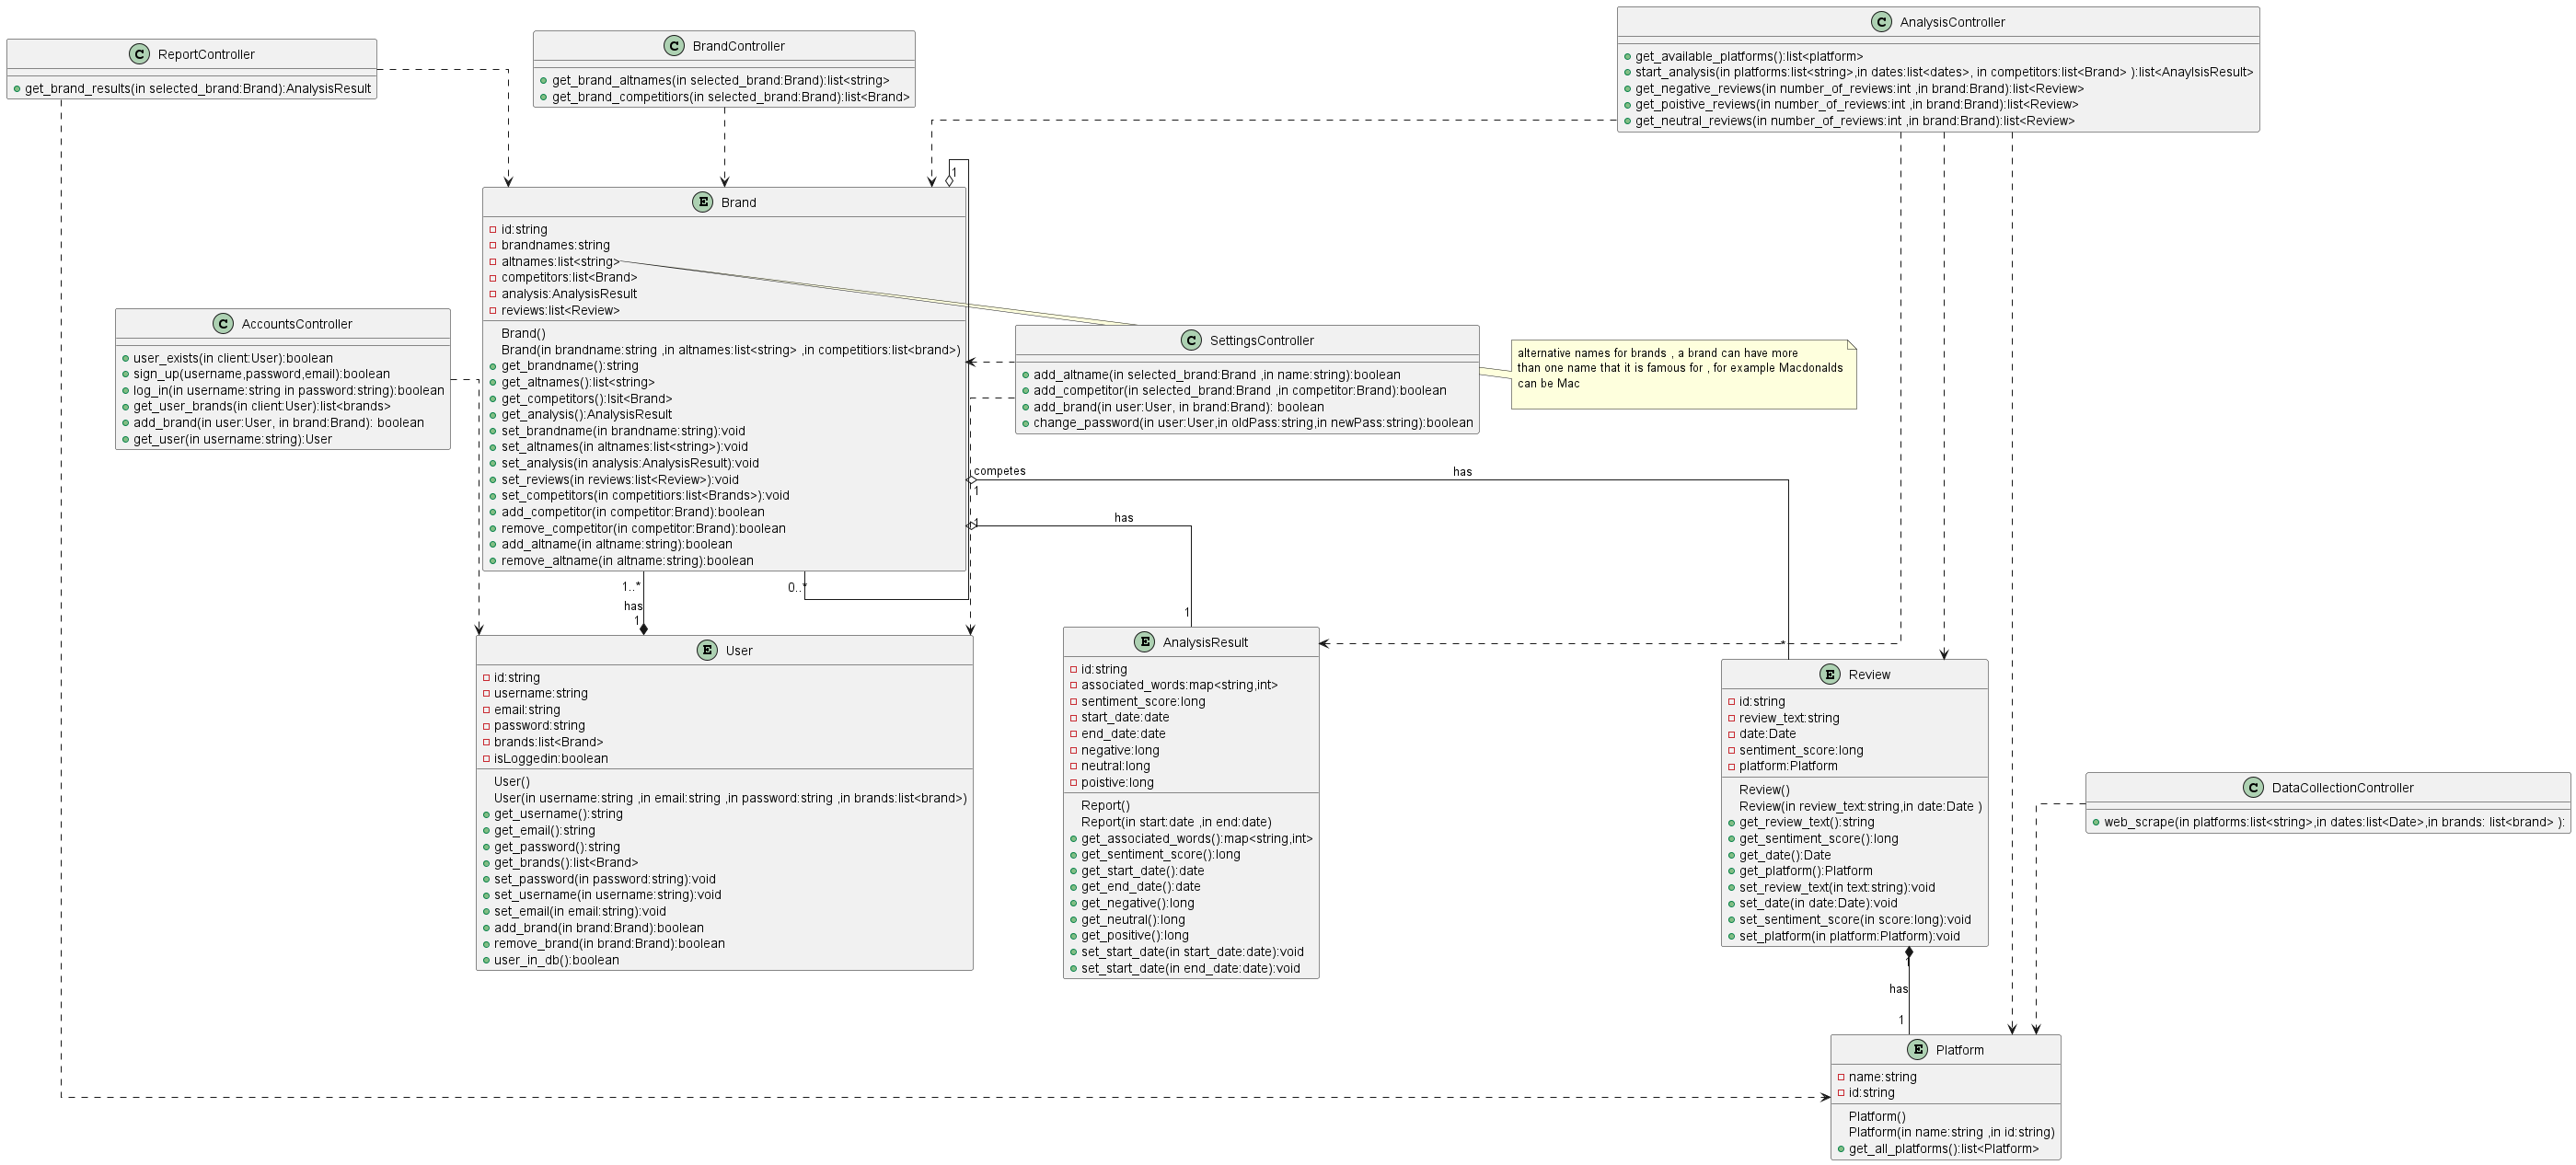 C ReportController
+get_brand_results(in selected_brand:Brand):AnalysisResult
C BrandController
get_brand_altnames(in selected_brand:Brand):list<string>
get_brand_competitiors(in selected_brand:Brand):list<Brand>
C AnalysisController
get_available_platforms():list<platform>
start_analysis(in platforms:list<string>,in dates:list<dates>, in competitors:list<Brand> ):list<AnaylsisResult>
get_negative_reviews(in number_of_reviews:int ,in brand:Brand):list<Review>
get_poistive_reviews(in number_of_reviews:int ,in brand:Brand):list<Review>
get_neutral_reviews(in number_of_reviews:int ,in brand:Brand):list<Review>
1
E Brand
id:string
brandnames:string
altnames:list<string>
competitors:list<Brand>
analysis:AnalysisResult
reviews:list<Review>
Brand()
Brand(in brandname:string ,in altnames:list<string> ,in competitiors:list<brand>)
get_brandname():string
get_altnames():list<string>
get_competitors():lsit<Brand>
get_analysis():AnalysisResult
set_brandname(in brandname:string):void
set_altnames(in altnames:list<string>):void
set_analysis(in analysis:AnalysisResult):void
set_reviews(in reviews:list<Review>):void
set_competitors(in competitiors:list<Brands>):void
add_competitor(in competitor:Brand):boolean
remove_competitor(in competitor:Brand):boolean
add_altname(in altname:string):boolean
remove_altname(in altname:string):boolean
C AccountsController
user_exists(in client:User):boolean
sign_up(username,password,email):boolean
log_in(in username:string in password:string):boolean
get_user_brands(in client:User):list<brands>
add_brand(in user:User, in brand:Brand): boolean
get_user(in username:string):User
C SettingsController
add_altname(in selected_brand:Brand ,in name:string):boolean
add_competitor(in selected_brand:Brand ,in competitor:Brand):boolean
add_brand(in user:User, in brand:Brand): boolean
change_password(in user:User,in oldPass:string,in newPass:string):boolean
alternative names for brands , a brand can have more
than one name that it is famous for , for example Macdonalds
can be Mac
competes
has
1
1
has
1..*
has
1
0..*
1
*
E User
id:string
username:string
email:string
password:string
brands:list<Brand>
isLoggedin:boolean
User()
User(in username:string ,in email:string ,in password:string ,in brands:list<brand>)
get_username():string
get_email():string
get_password():string
get_brands():list<Brand>
set_password(in password:string):void
set_username(in username:string):void
set_email(in email:string):void
add_brand(in brand:Brand):boolean
remove_brand(in brand:Brand):boolean
user_in_db():boolean
E AnalysisResult
id:string
associated_words:map<string,int>
sentiment_score:long
start_date:date
end_date:date
negative:long
neutral:long
poistive:long
Report()
Report(in start:date ,in end:date)
get_associated_words():map<string,int>
get_sentiment_score():long
get_start_date():date
get_end_date():date
get_negative():long
get_neutral():long
get_positive():long
set_start_date(in start_date:date):void
set_start_date(in end_date:date):void
E Review
id:string
review_text:string
date:Date
sentiment_score:long
platform:Platform
Review()
Review(in review_text:string,in date:Date )
get_review_text():string
get_sentiment_score():long
get_date():Date
get_platform():Platform
set_review_text(in text:string):void
set_date(in date:Date):void
set_sentiment_score(in score:long):void
set_platform(in platform:Platform):void
C DataCollectionController
web_scrape(in platforms:list<string>,in dates:list<Date>,in brands: list<brand> ):
1
has
1
E Platform
name:string
id:string
Platform()
Platform(in name:string ,in id:string)
get_all_platforms():list<Platform>